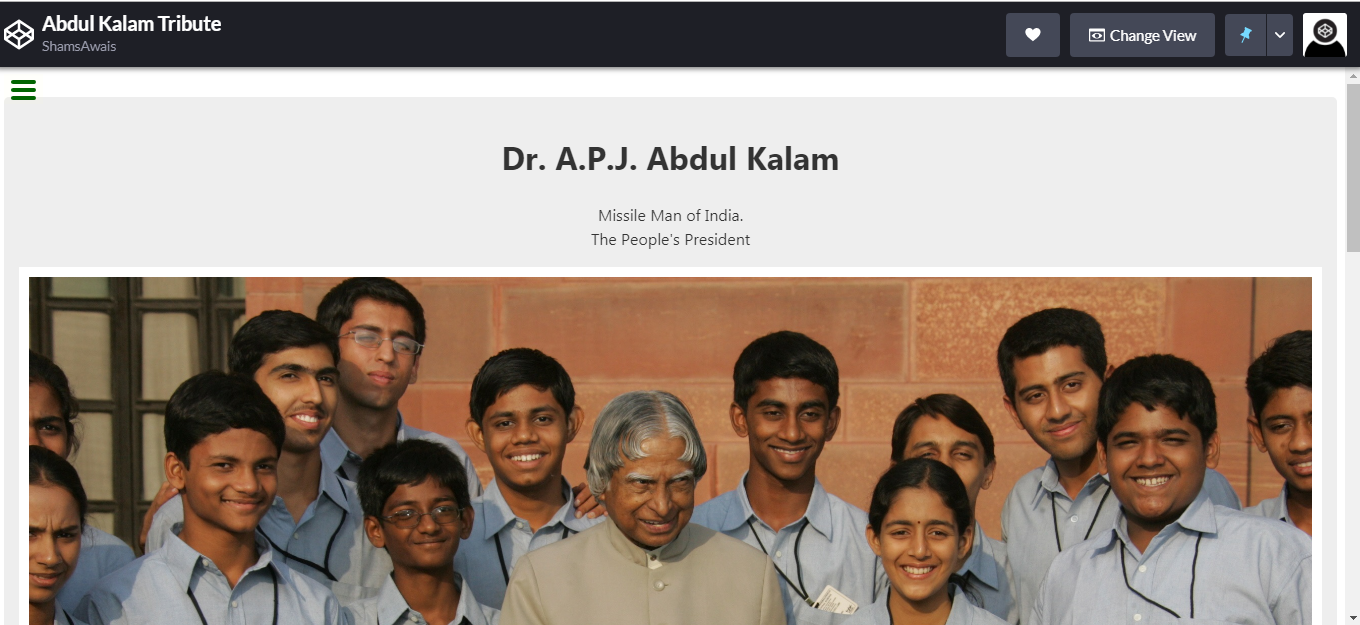 Abdul Kalam Tribute
ShamsAwais
Change View
Dr. A.P.J. Abdul Kalam
Missile Man of India.
The People's President